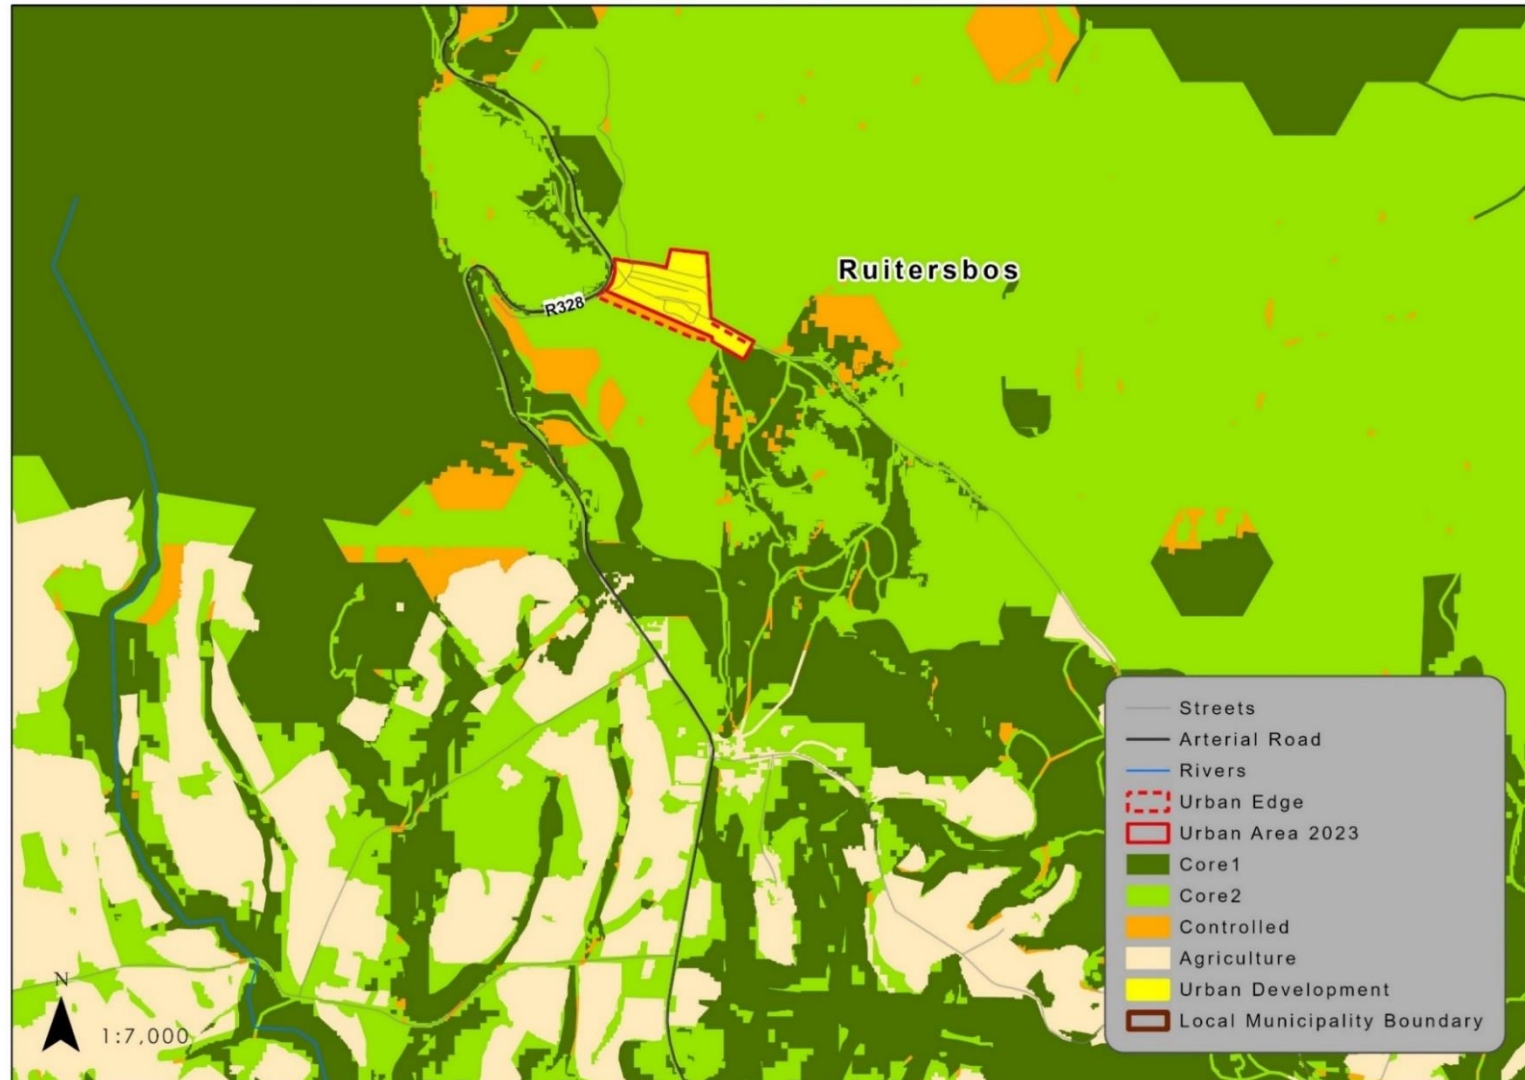 Ruitersbos
R328
Streets
Arterial Road
Rivers
Urban Edge
Urban Area 2023
Core1
Core2
Controlled
Agriculture
Urban Development
Local Municipality Boundary
N
1:7,000